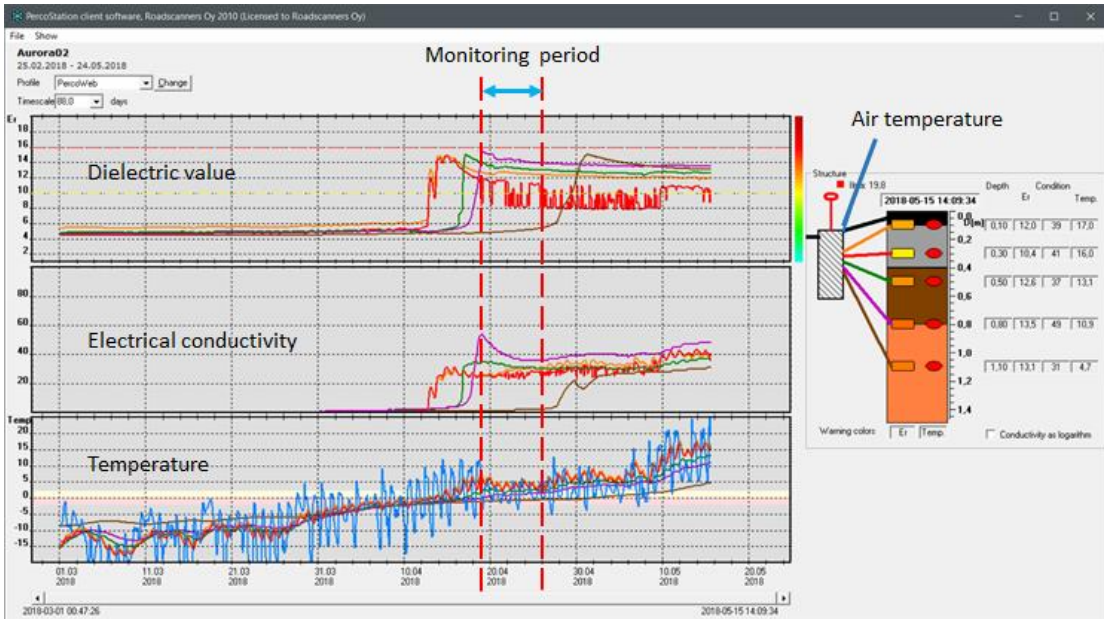 PercoStation client software, Roadscanners Oy 2010 (Licensed to Roadscanners Oy)
File Show
Aurora02
25.02.2018 - 24.05.2018
Profile PercoWeb Change
Timescale 88,0 days
Monitoring period
Air temperature
Er
18
16
14
12
10
8
6
4
2
Dielectric value
80
60
40
20
Electrical conductivity
Temp
20
15
10
5
0
-5
-10
-15
Temperature
01.03 11.03 21.03 31.03 10.04 20.04 30.04 10.05 20.05
2018 2018 2018 2018 2018 2018 2018 2018 2018
2018-03-01 00:47:26 2018-05-15 14:09:34
Structure
19,8
2018-05-15 14:09:34
Depth Er Condition Temp.
D[m]
0,0
0,2
0,4
0,6
0,8
1,0
1,2
1,4
0,10 12,0 39 17,0
0,30 10,4 41 16,0
0,50 12,6 37 13,1
0,80 13,5 49 10,9
1,10 13,1 31 4,7
Warning colors Er Temp. Conductivity as logarithm